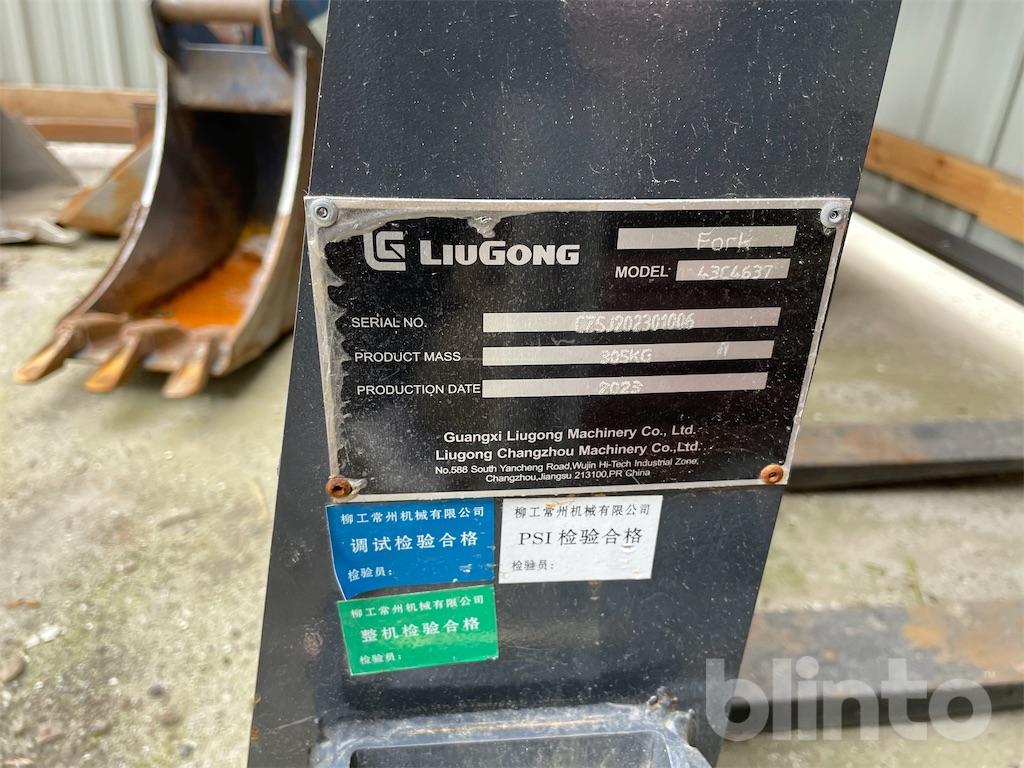 LIUGONG
Fork
MODEL 43C4637
SERIAL NO. CZSJ202301006
PRODUCT MASS 305KG
PRODUCTION DATE 2023
Guangxi Liugong Machinery Co., Ltd.
Liugong Changzhou Machinery Co.,Ltd.
No.588 South Yancheng Road,Wujin Hi-Tech Industrial Zone,
Changzhou,Jiangsu 213100,PR China
柳工常州机械有限公司
调试检验合格
检验员：
柳工常州机械有限公司
PSI 检验合格
柳工常州机械有限公司
整机检验合格
检验员：
blinto